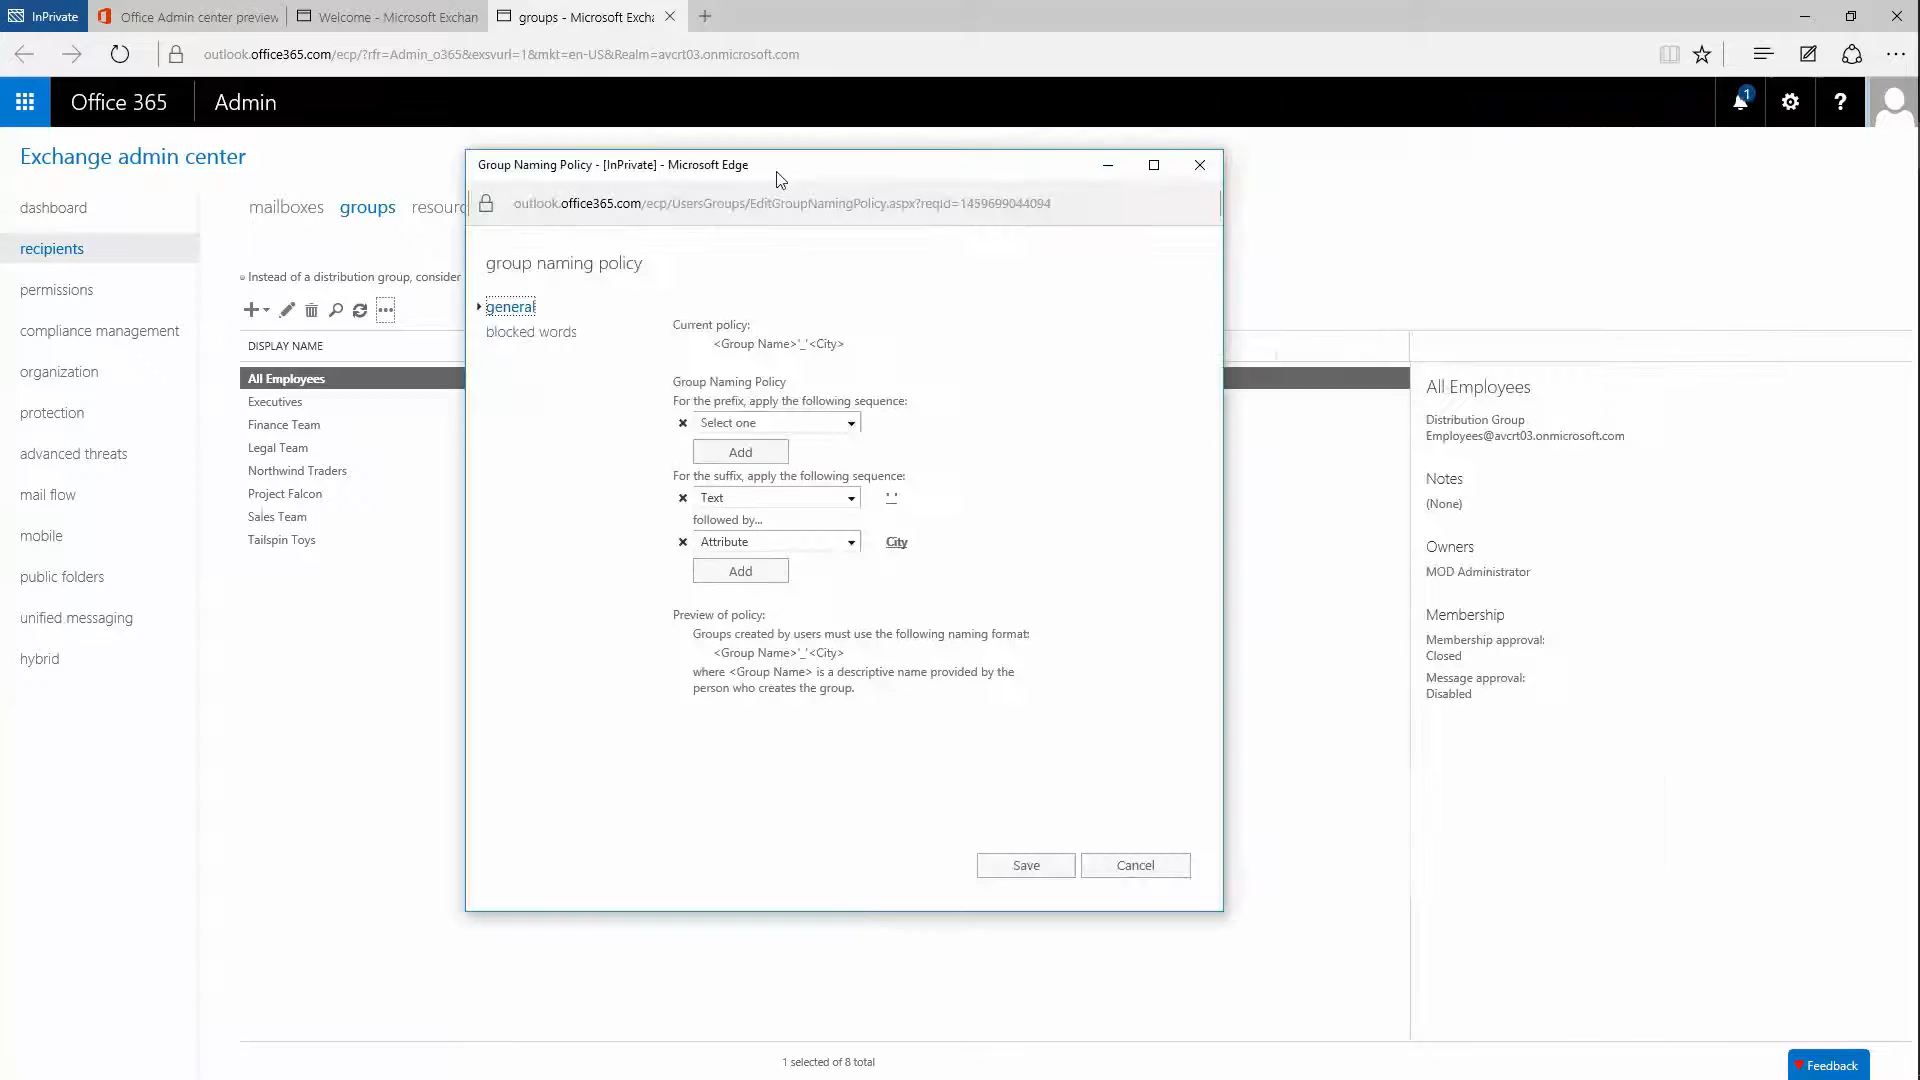 InPrivate
Office Admin center preview
Welcome - Microsoft Exchan
groups - Microsoft Excha
outlook.office365.com/ecp/?rfr=Admin_o365&exsvurl=1&mkt=en-US&Realm=avcrt03.onmicrosoft.com
Office 365
Admin
1
?
Exchange admin center
dashboard
recipients
permissions
compliance management
organization
protection
advanced threats
mail flow
mobile
public folders
unified messaging
hybrid
mailboxes groups resourc
Instead of a distribution group, consider
DISPLAY NAME
All Employees
Executives
Finance Team
Legal Team
Northwind Traders
Project Falcon
Sales Team
Tailspin Toys
Group Naming Policy - [InPrivate] - Microsoft Edge
outlook.office365.com/ecp/UsersGroups/EditGroupNamingPolicy.aspx?reqId=1459699044094
group naming policy
general
blocked words
Current policy:
<Group Name>'_'<City>
Group Naming Policy
For the prefix, apply the following sequence:
Select one
Add
For the suffix, apply the following sequence:
Text '_'
followed by...
Attribute City
Add
Preview of policy:
Groups created by users must use the following naming format:
<Group Name>'_'<City>
where <Group Name> is a descriptive name provided by the
person who creates the group.
Save Cancel
All Employees
Distribution Group
Employees@avcrt03.onmicrosoft.com
Notes
(None)
Owners
MOD Administrator
Membership
Membership approval:
Closed
Message approval:
Disabled
1 selected of 8 total
Feedback